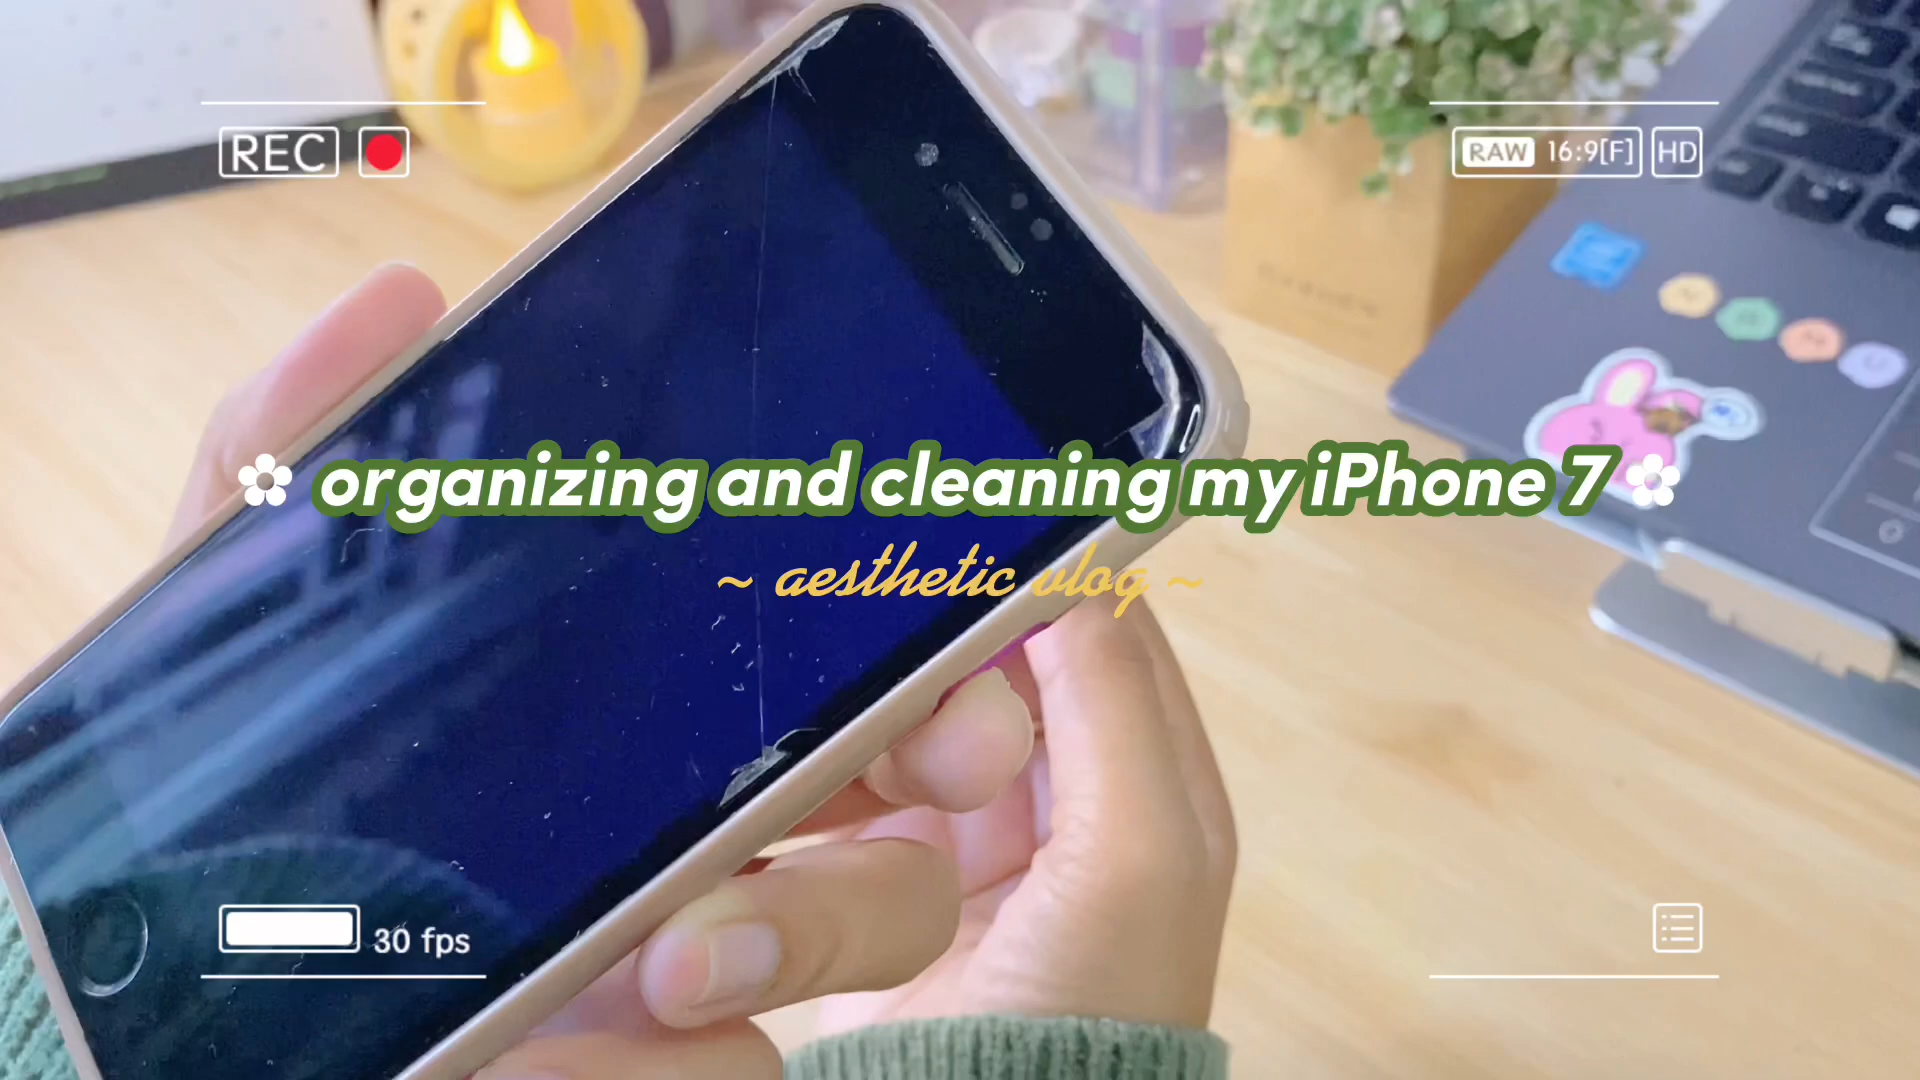 REC
RAW 16:9[F] HD
organizing and cleaning my iPhone 7
~ aesthetic vlog ~
30 fps